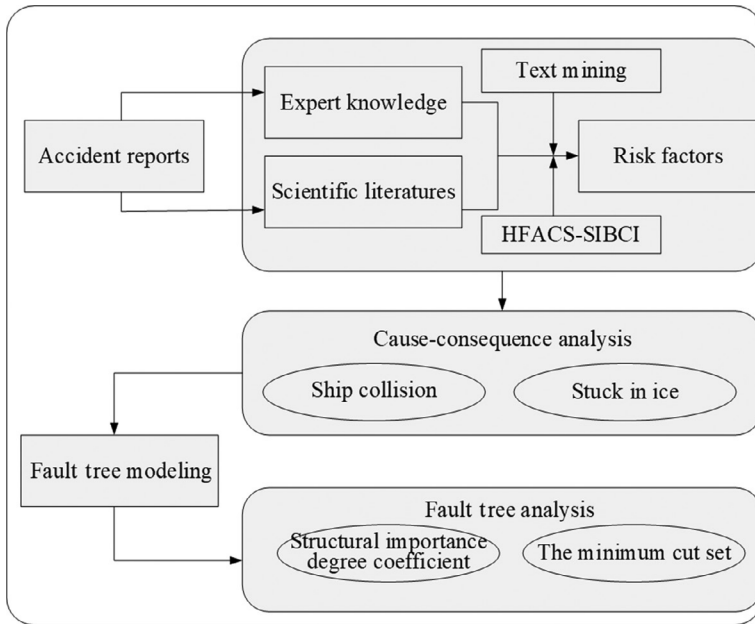 Text mining
Expert knowledge
Accident reports
Risk factors
Scientific literatures
HFACS-SIBCI
Cause-consequence analysis
Ship collision
Stuck in ice
Fault tree modeling
Fault tree analysis
Structural importance
degree coefficient
The minimum cut set